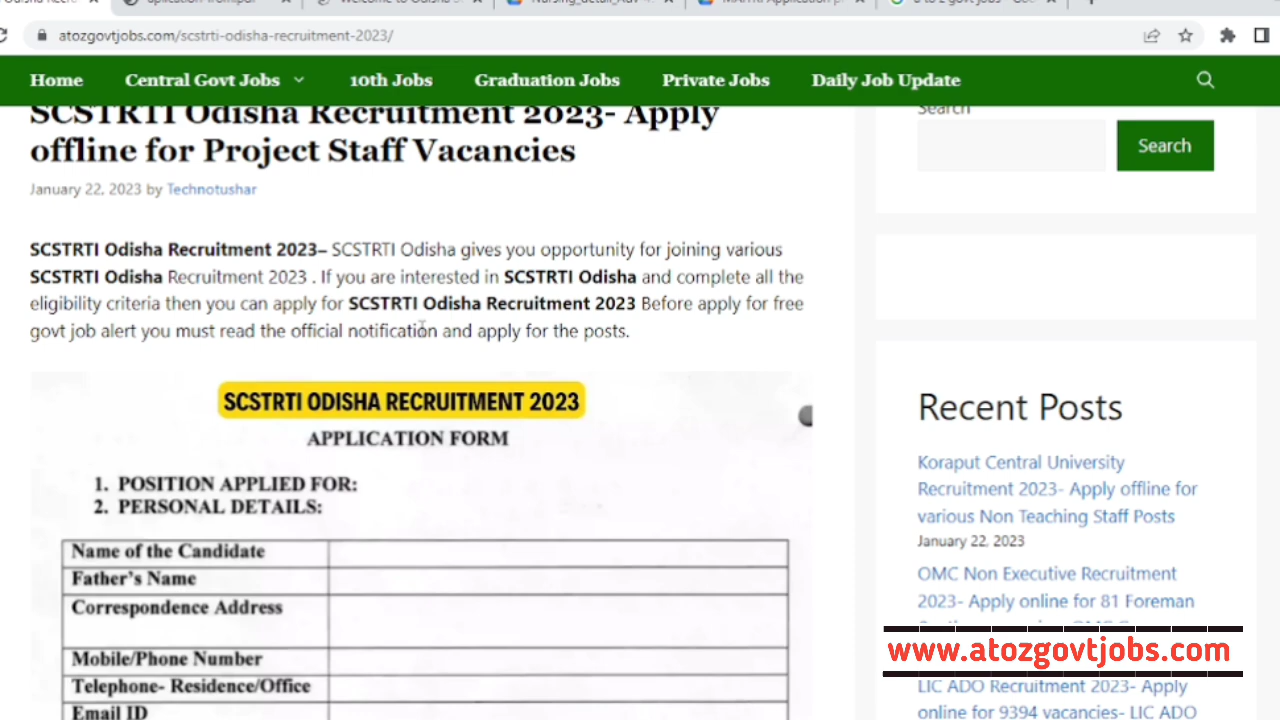 atozgovtjobs.com/scstrti-odisha-recruitment-2023/
Home Central Govt Jobs 10th Jobs Graduation Jobs Private Jobs Daily Job Update
SCSTRTI Odisha Recruitment 2023- Apply
offline for Project Staff Vacancies
January 22, 2023 by Technotushar
SCSTRTI Odisha Recruitment 2023– SCSTRTI Odisha gives you opportunity for joining various
SCSTRTI Odisha Recruitment 2023 . If you are interested in SCSTRTI Odisha and complete all the
eligibility criteria then you can apply for SCSTRTI Odisha Recruitment 2023 Before apply for free
govt job alert you must read the official notification and apply for the posts.
SCSTRTI ODISHA RECRUITMENT 2023
APPLICATION FORM
1. POSITION APPLIED FOR:
2. PERSONAL DETAILS:
Name of the Candidate
Father's Name
Correspondence Address
Mobile/Phone Number
Telephone- Residence/Office
Email ID
Search
Search
Recent Posts
Koraput Central University
Recruitment 2023- Apply offline for
various Non Teaching Staff Posts
January 22, 2023
OMC Non Executive Recruitment
2023- Apply online for 81 Foreman
www.atozgovtjobs.com
LIC ADO Recruitment 2023- Apply
online for 9394 vacancies- LIC ADO